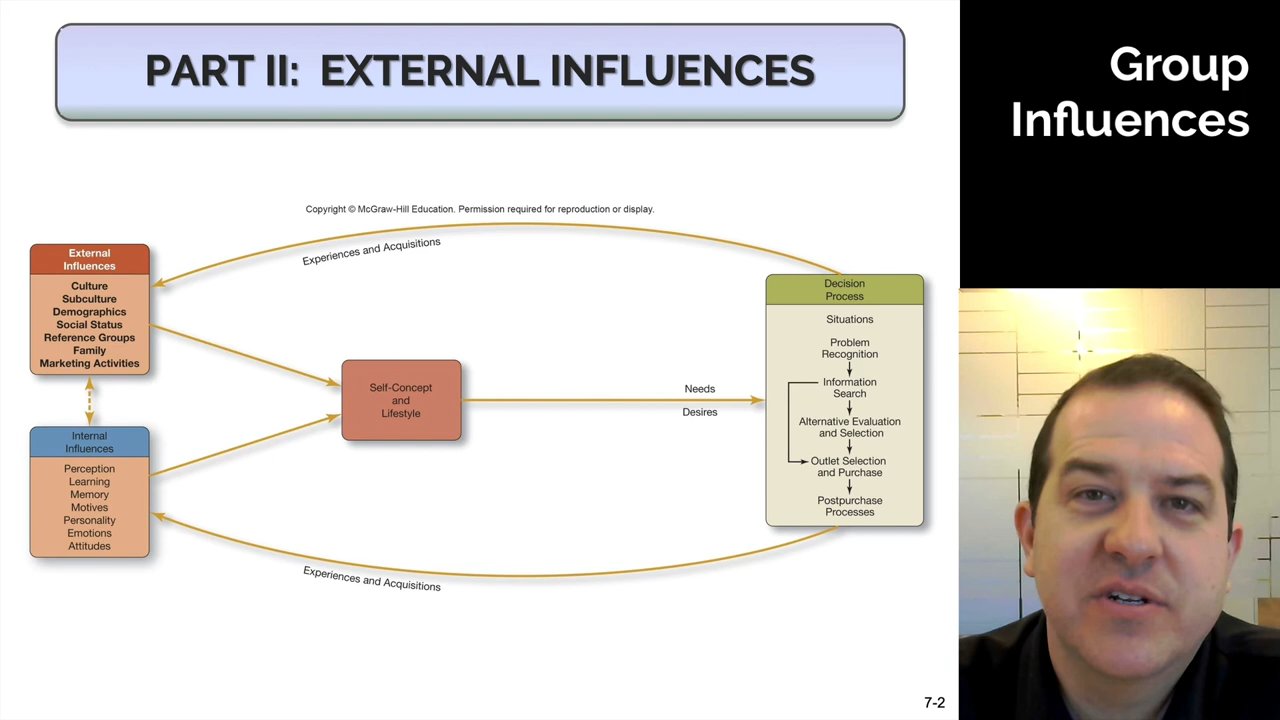 PART II: EXTERNAL INFLUENCES
Group
Influences
Copyright © McGraw-Hill Education. Permission required for reproduction or display.
Experiences and Acquisitions
External
Influences
Culture
Subculture
Demographics
Social Status
Reference Groups
Family
Marketing Activities
Internal
Influences
Perception
Learning
Memory
Motives
Personality
Emotions
Attitudes
Self-Concept
and
Lifestyle
Needs
Desires
Decision
Process
Situations
Problem
Recognition
Information
Search
Alternative Evaluation
and Selection
Outlet Selection
and Purchase
Postpurchase
Processes
Experiences and Acquisitions
7-2